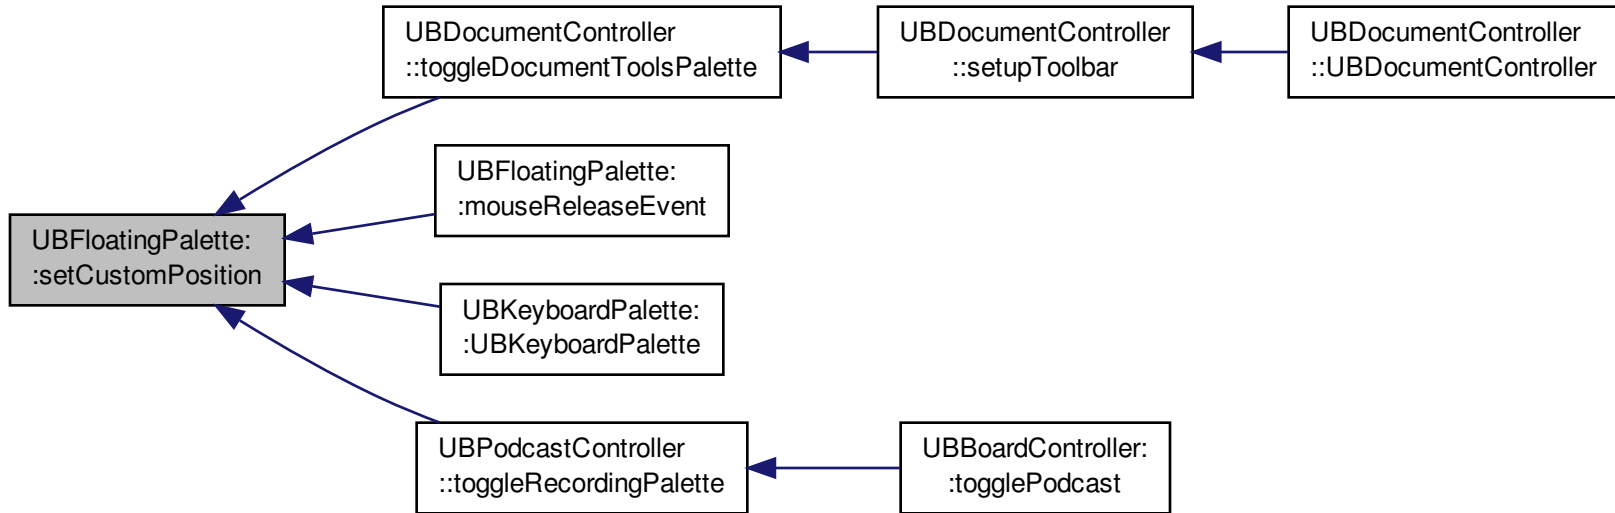 UBFloatingPalette:
:setCustomPosition
UBDocumentController
::toggleDocumentToolsPalette
UBDocumentController
::setupToolbar
UBDocumentController
::UBDocumentController
UBFloatingPalette:
:mouseReleaseEvent
UBKeyboardPalette:
:UBKeyboardPalette
UBPodcastController
::toggleRecordingPalette
UBBoardController:
:togglePodcast